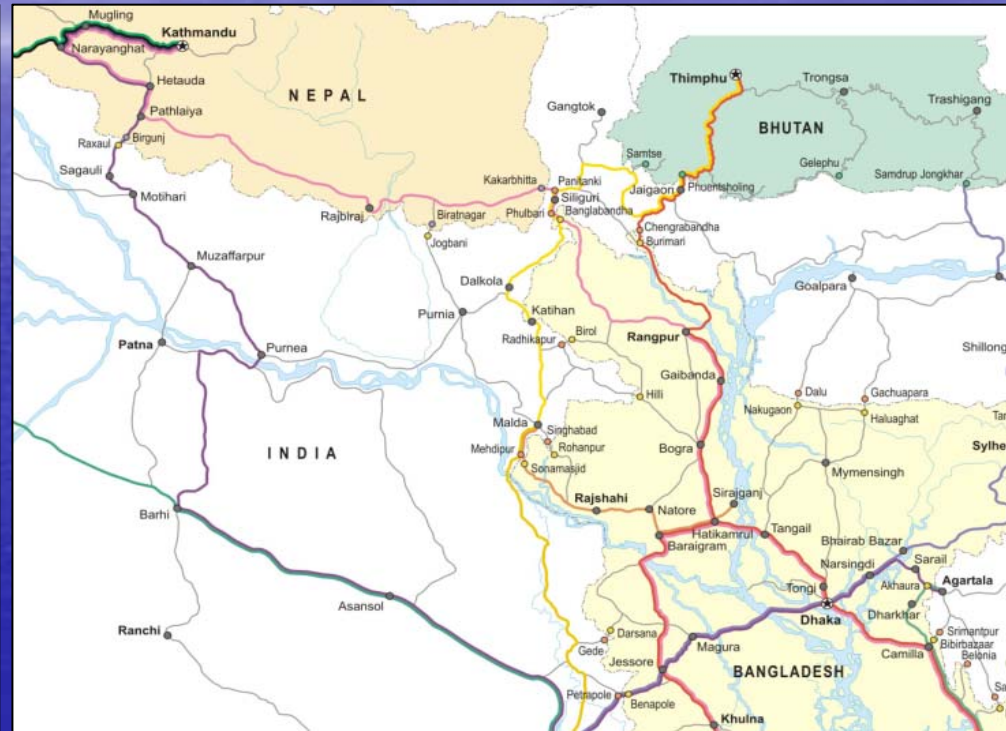 Mugling
Kathmandu
Narayanghat
Hetauda
NEPAL
Pathlaiya
Birgunj
Raxaul
Sagauli
Motihari
Muzaffarpur
Patna
Purnea
Rajbiraj
Biratnagar
Jogbani
Kakarbhitta
Panitanki
Siliguri
Phulbari
Banglabandha
Gangtok
Thimphu
Trongsa
Trashigang
BHUTAN
Samtse
Gelephu
Samdrup Jongkhar
Jaigaon
Phoentsholing
Chengrabandha
Burimari
Goalpara
Shillong
Dalkola
Purnia
Katihan
Radhikapur
Birol
Rangpur
Gaibanda
Hilli
Dalu
Gachuapara
Nakugaon
Haluaghat
INDIA
Malda
Singhabad
Mehdipur
Rohanpur
Sonamasjid
Bogra
Mymensingh
Rajshahi
Natore
Sirajganj
Hatikamrul
Baraigram
Tangail
Bhairab Bazar
Narsingdi
Sarail
Akhaura
Agartala
Tongi
Dhaka
Dharkhar
Srimantpur
Bibirbazaar
Belonia
Camilla
Barhi
Asansol
Ranchi
Darsana
Gede
Magura
Jessore
BANGLADESH
Petrapole
Benapole
Khulna